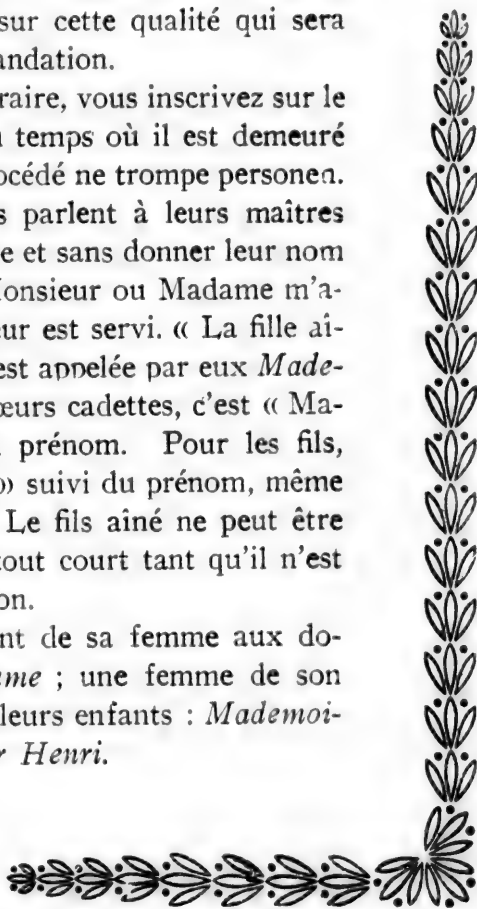 sur cette qualité qui sera
andation.
raire, vous inscrivez sur le
temps où il est demeuré
océdé ne trompe personen.
s parlent à leurs maîtres
e et sans donner leur nom
onsieur ou Madame m'a-
eur est servi. « La fille aî-
est appelée par eux Made-
œurs cadettes, c'est « Ma-
prénom. Pour les fils,
» suivi du prénom, même
Le fils aîné ne peut être
tout court tant qu'il n'est
on.
nt de sa femme aux do-
me ; une femme de son
leurs enfants : Mademoi-
r Henri.